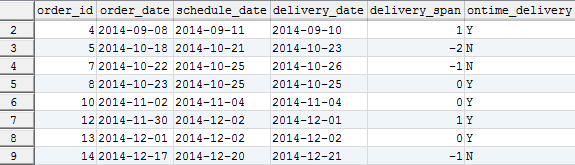 order_id order_date schedule_date delivery_date delivery_span ontime_delivery
2 4 2014-09-08 2014-09-11 2014-09-10 1 Y
3 5 2014-10-18 2014-10-21 2014-10-23 -2 N
4 7 2014-10-22 2014-10-25 2014-10-26 -1 N
5 8 2014-10-23 2014-10-25 2014-10-25 0 Y
6 10 2014-11-02 2014-11-04 2014-11-04 0 Y
7 12 2014-11-30 2014-12-02 2014-12-01 1 Y
8 13 2014-12-01 2014-12-02 2014-12-02 0 Y
9 14 2014-12-17 2014-12-20 2014-12-21 -1 N